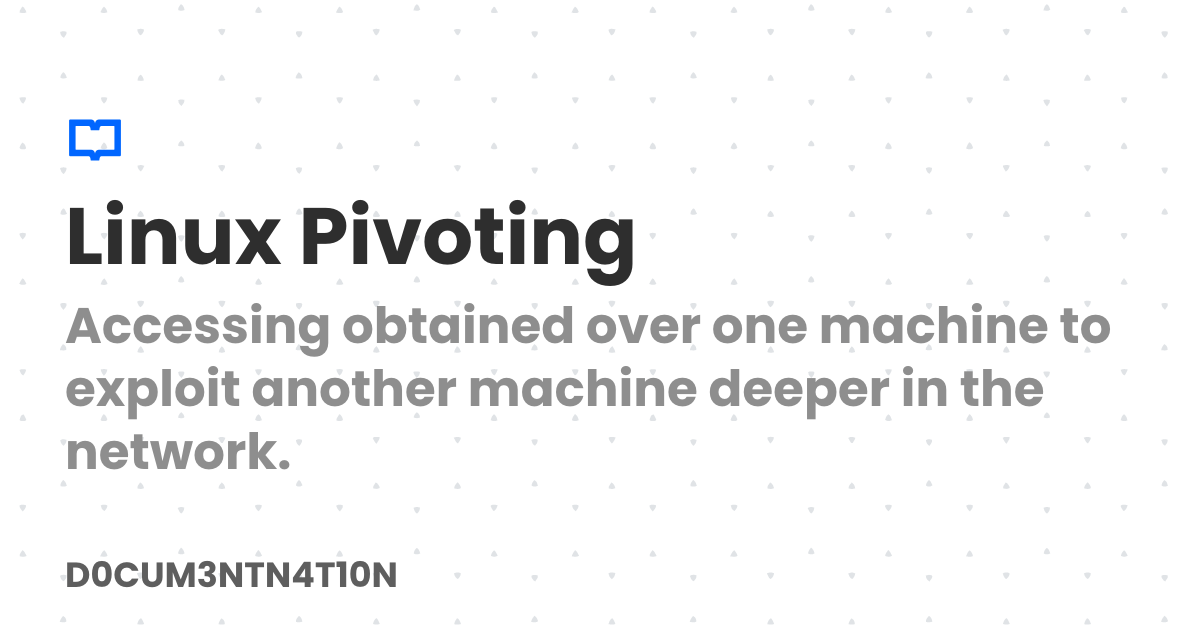 Linux Pivoting
Accessing obtained over one machine to
exploit another machine deeper in the
network.
D0CUM3NTN4T10N